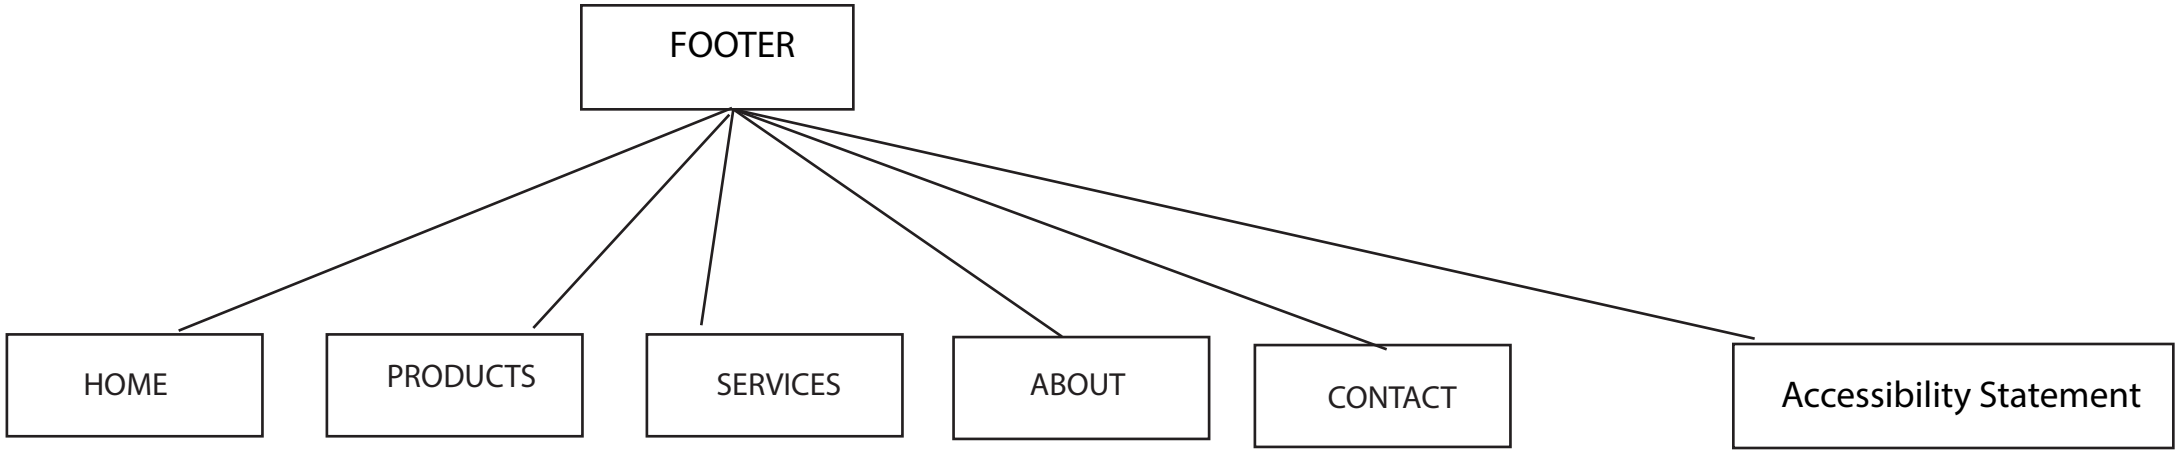 FOOTER
HOME
PRODUCTS
SERVICES
ABOUT
CONTACT
Accessibility Statement